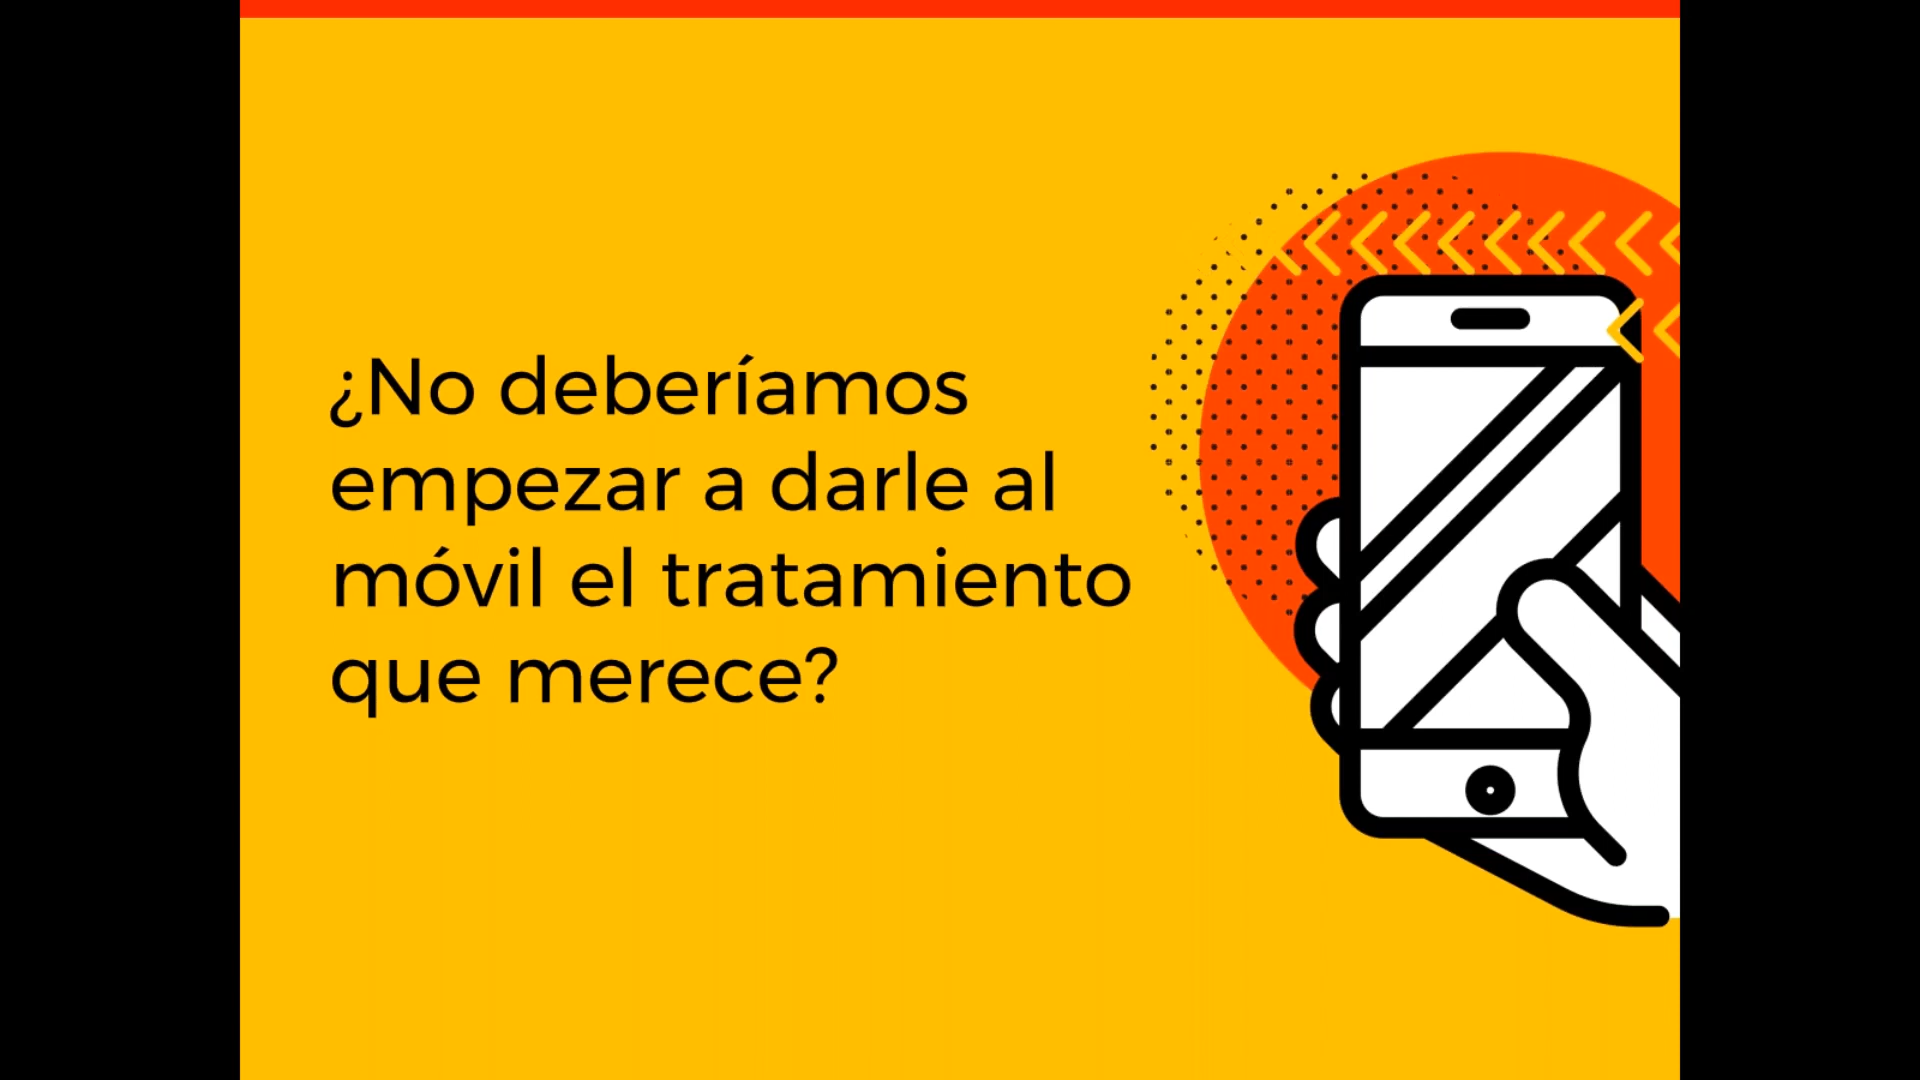 ¿No deberíamos
empezar a darle al
móvil el tratamiento
que merece?